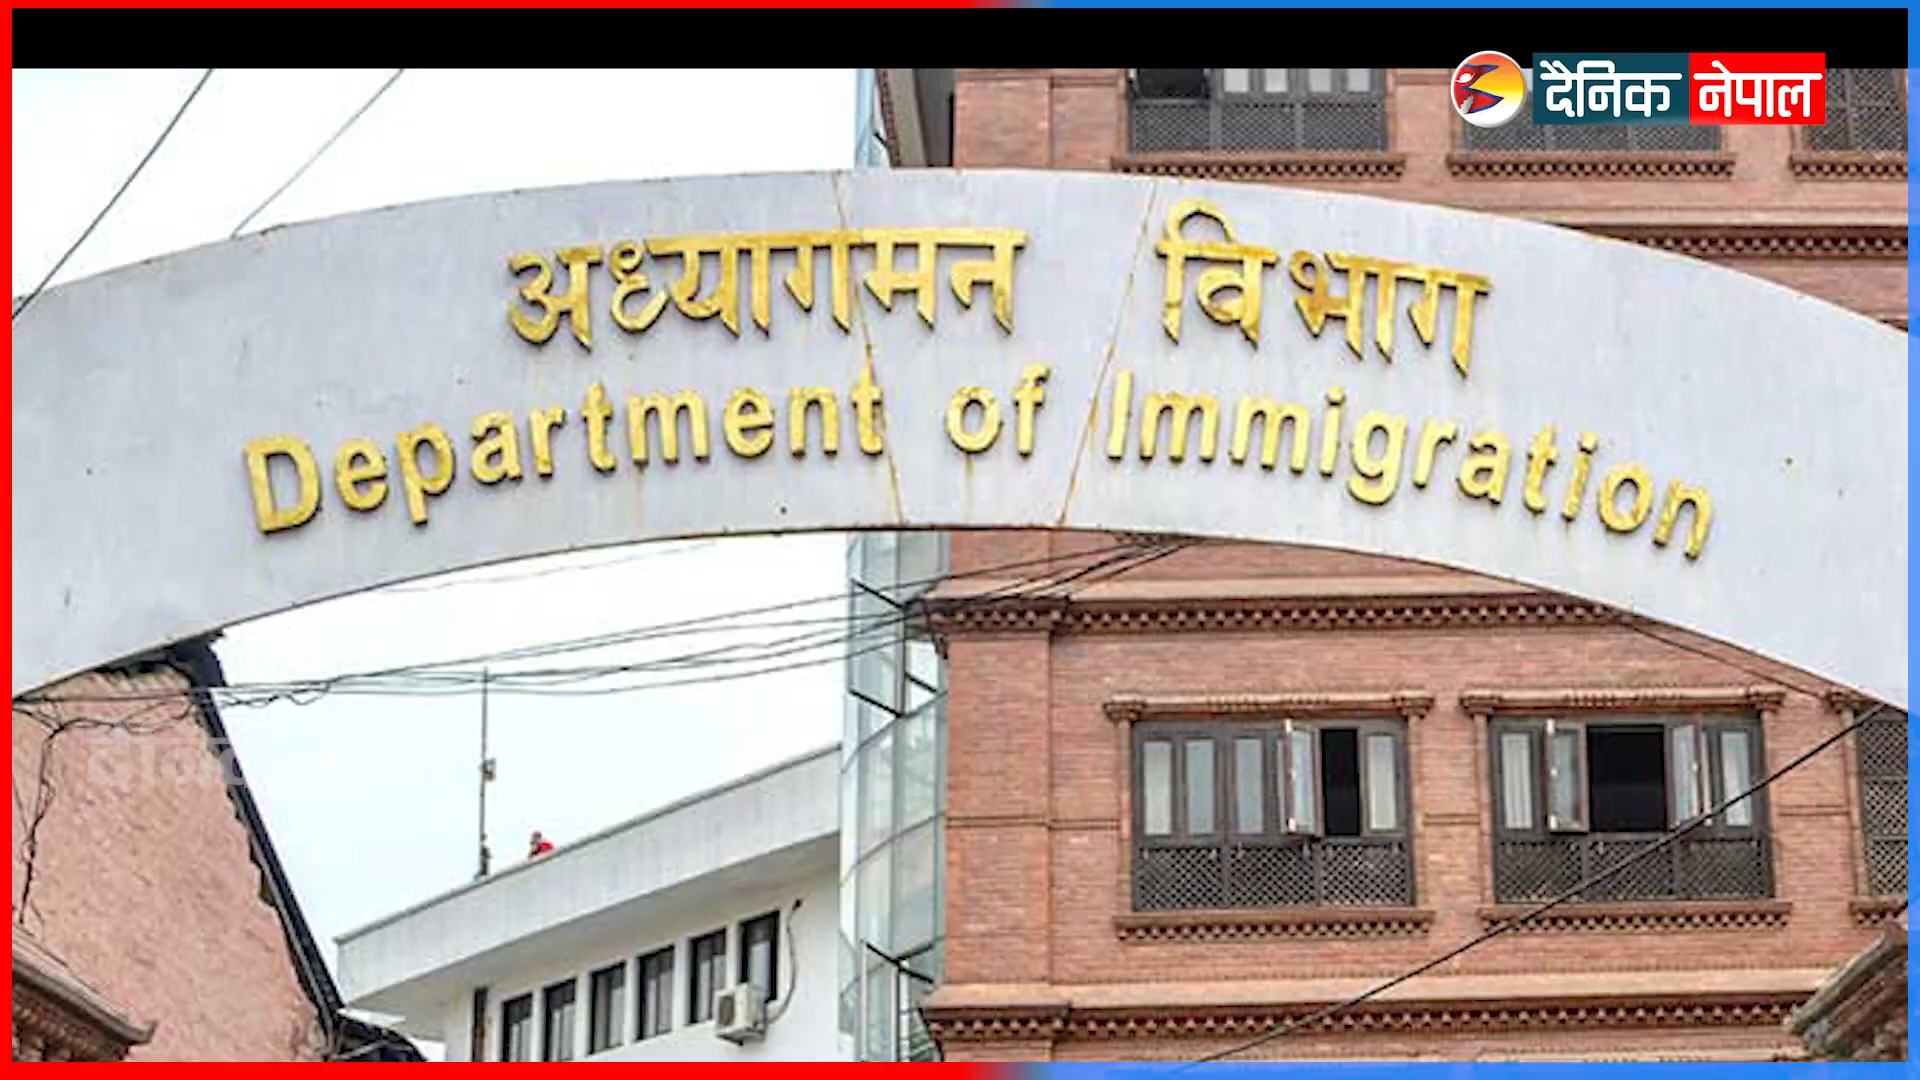 दैनिक नेपाल
अध्यागमन विभाग
Department of Immigration